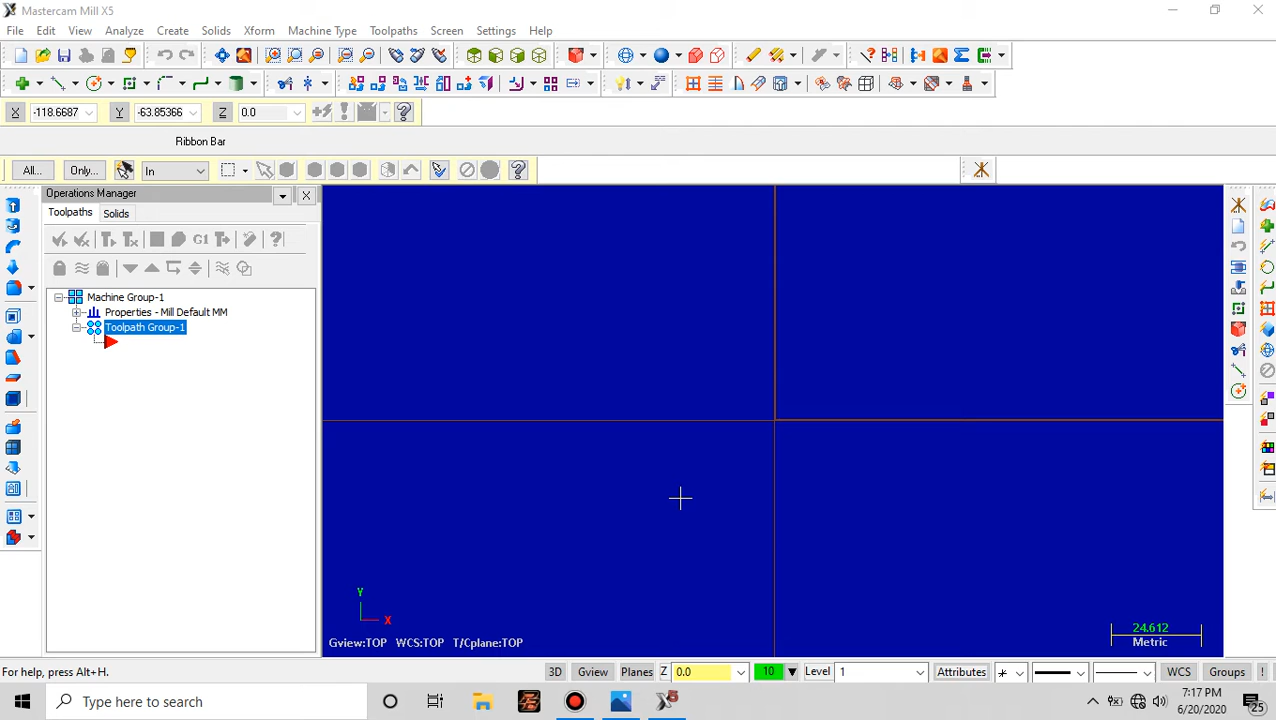 Mastercam Mill X5
File Edit View Analyze Create Solids Xform Machine Type Toolpaths Screen Settings Help
X -118.6687 Y -63.85366 Z 0.0
Ribbon Bar
All... Only... In
Operations Manager
Toolpaths Solids
G1
Machine Group-1
Properties - Mill Default MM
Toolpath Group-1
Y
X
Gview:TOP WCS:TOP T/Cplane:TOP
24.612
Metric
For help, press Alt+H.
3D Gview Planes Z 0.0 10 Level 1 Attributes WCS Groups !
Type here to search
7:17 PM
6/20/2020
25